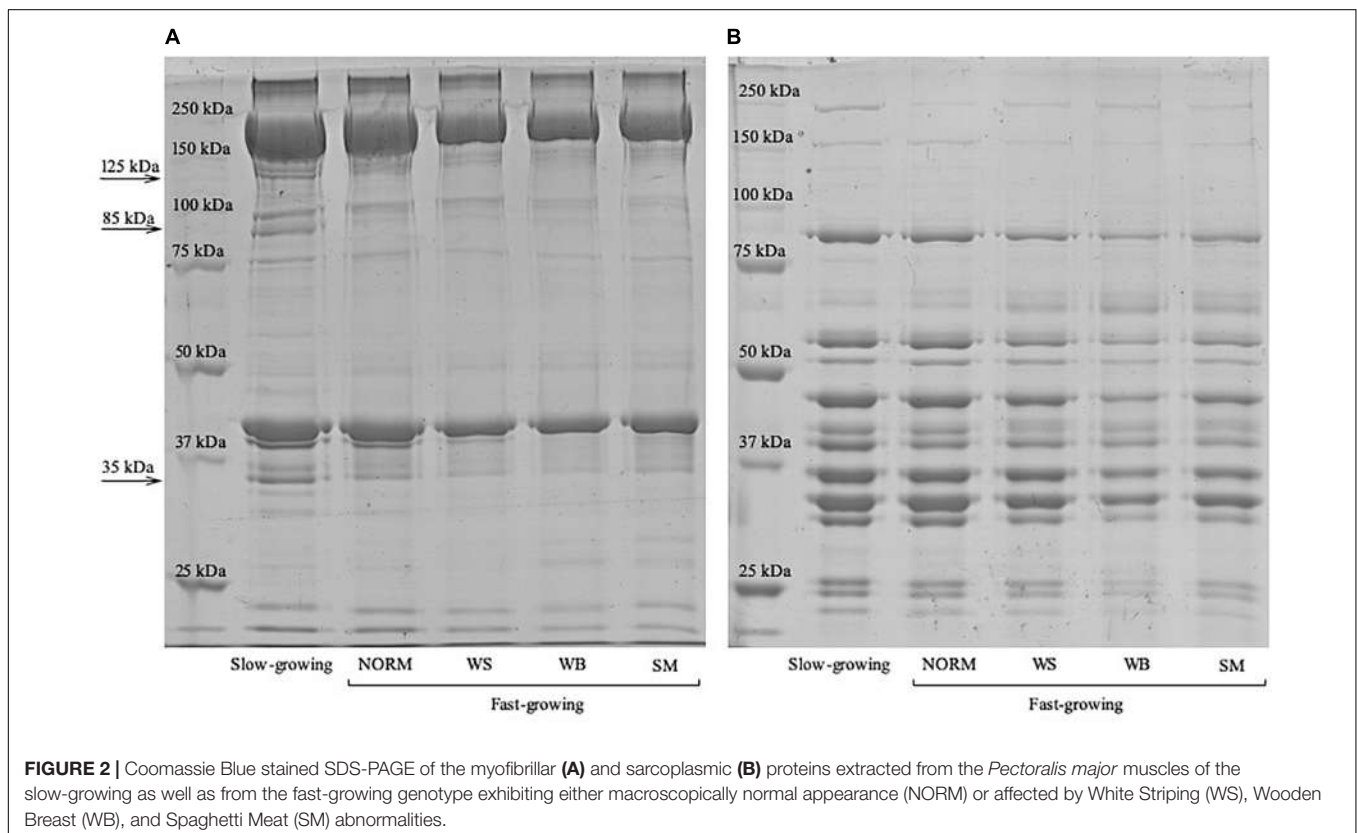 A
B
250 kDa
150 kDa
125 kDa
100 kDa
85 kDa
75 kDa
50 kDa
37 kDa
35 kDa
25 kDa
Slow-growing NORM WS WB SM
Fast-growing
250 kDa
150 kDa
100 kDa
75 kDa
50 kDa
37 kDa
25 kDa
Slow-growing NORM WS WB SM
Fast-growing
FIGURE 2 | Coomassie Blue stained SDS-PAGE of the myofibrillar (A) and sarcoplasmic (B) proteins extracted from the Pectoralis major muscles of the
slow-growing as well as from the fast-growing genotype exhibiting either macroscopically normal appearance (NORM) or affected by White Striping (WS), Wooden
Breast (WB), and Spaghetti Meat (SM) abnormalities.